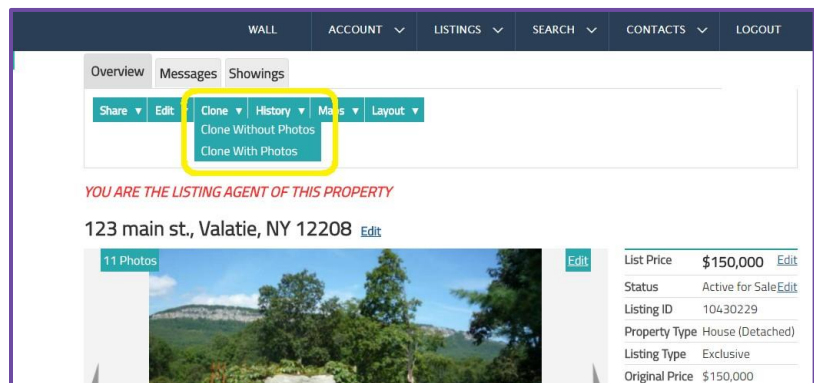 WALL ACCOUNT LISTINGS SEARCH CONTACTS LOGOUT
Overview Messages Showings
Share Edit Clone History Maps Layout
Clone Without Photos
Clone With Photos
YOU ARE THE LISTING AGENT OF THIS PROPERTY
123 main st., Valatie, NY 12208 Edit
11 Photos Edit
List Price $150,000 Edit
Status Active for Sale Edit
Listing ID 10430229
Property Type House (Detached)
Listing Type Exclusive
Original Price $150,000